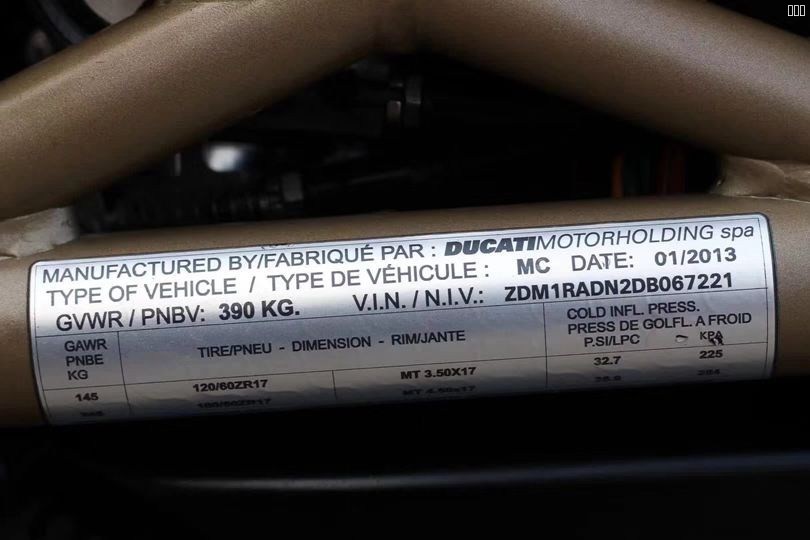 MANUFACTURED BY/FABRIQUÉ PAR : DUCATIMOTORHOLDING spa
TYPE OF VEHICLE / TYPE DE VÉHICULE : MC DATE: 01/2013
GVWR / PNBV: 390 KG. V.I.N. / N.I.V.: ZDM1RADN2DB067221
GAWR PNBE KG
TIRE/PNEU - DIMENSION - RIM/JANTE
COLD INFL. PRESS.
PRESS DE GOLFL. A FROID
P.SI/LPC KPA
145 120/60ZR17 MT 3.50X17 32.7 225